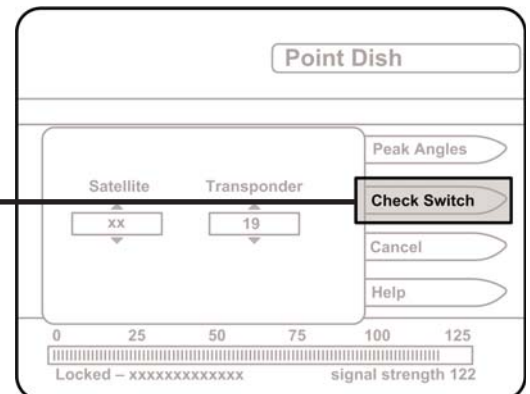 Point Dish
Peak Angles
Satellite Transponder
Check Switch
xx 19
Cancel
Help
0 25 50 75 100 125
Locked – xxxxxxxxxxxxx signal strength 122